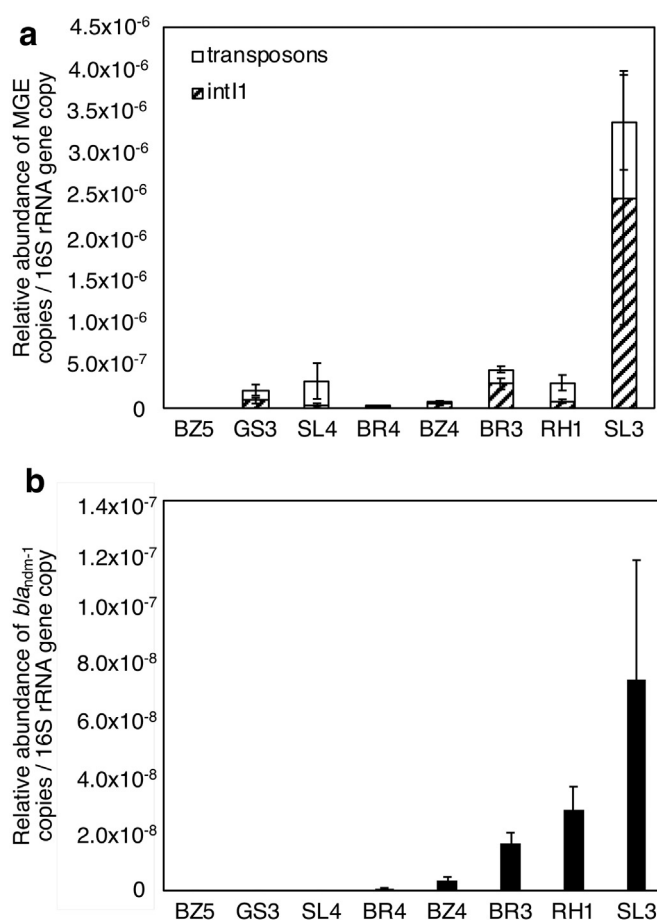 a
Relative abundance of MGE
copies / 16S rRNA gene copy
4.5x10⁻⁶
4.0x10⁻⁶
3.5x10⁻⁶
3.0x10⁻⁶
2.5x10⁻⁶
2.0x10⁻⁶
1.5x10⁻⁶
1.0x10⁻⁶
5.0x10⁻⁷
0
transposons
intI1
BZ5 GS3 SL4 BR4 BZ4 BR3 RH1 SL3
b
Relative abundance of bla_ndm-1
copies / 16S rRNA gene copy
1.4x10⁻⁷
1.2x10⁻⁷
1.0x10⁻⁷
8.0x10⁻⁸
6.0x10⁻⁸
4.0x10⁻⁸
2.0x10⁻⁸
0
BZ5 GS3 SL4 BR4 BZ4 BR3 RH1 SL3